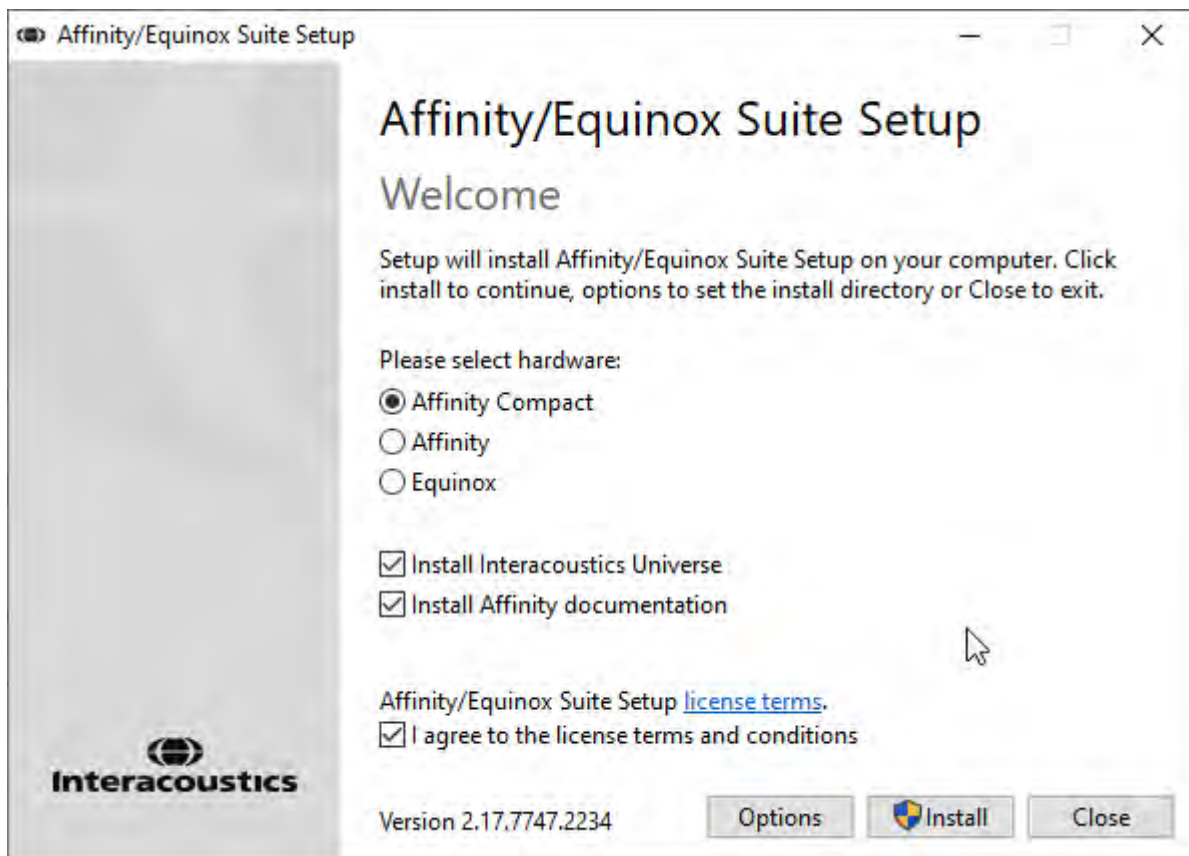 Affinity/Equinox Suite Setup
Affinity/Equinox Suite Setup
Welcome
Setup will install Affinity/Equinox Suite Setup on your computer. Click
install to continue, options to set the install directory or Close to exit.
Please select hardware:
Affinity Compact
Affinity
Equinox
Install Interacoustics Universe
Install Affinity documentation
Affinity/Equinox Suite Setup license terms.
I agree to the license terms and conditions
Interacoustics
Version 2.17.7747.2234 Options Install Close